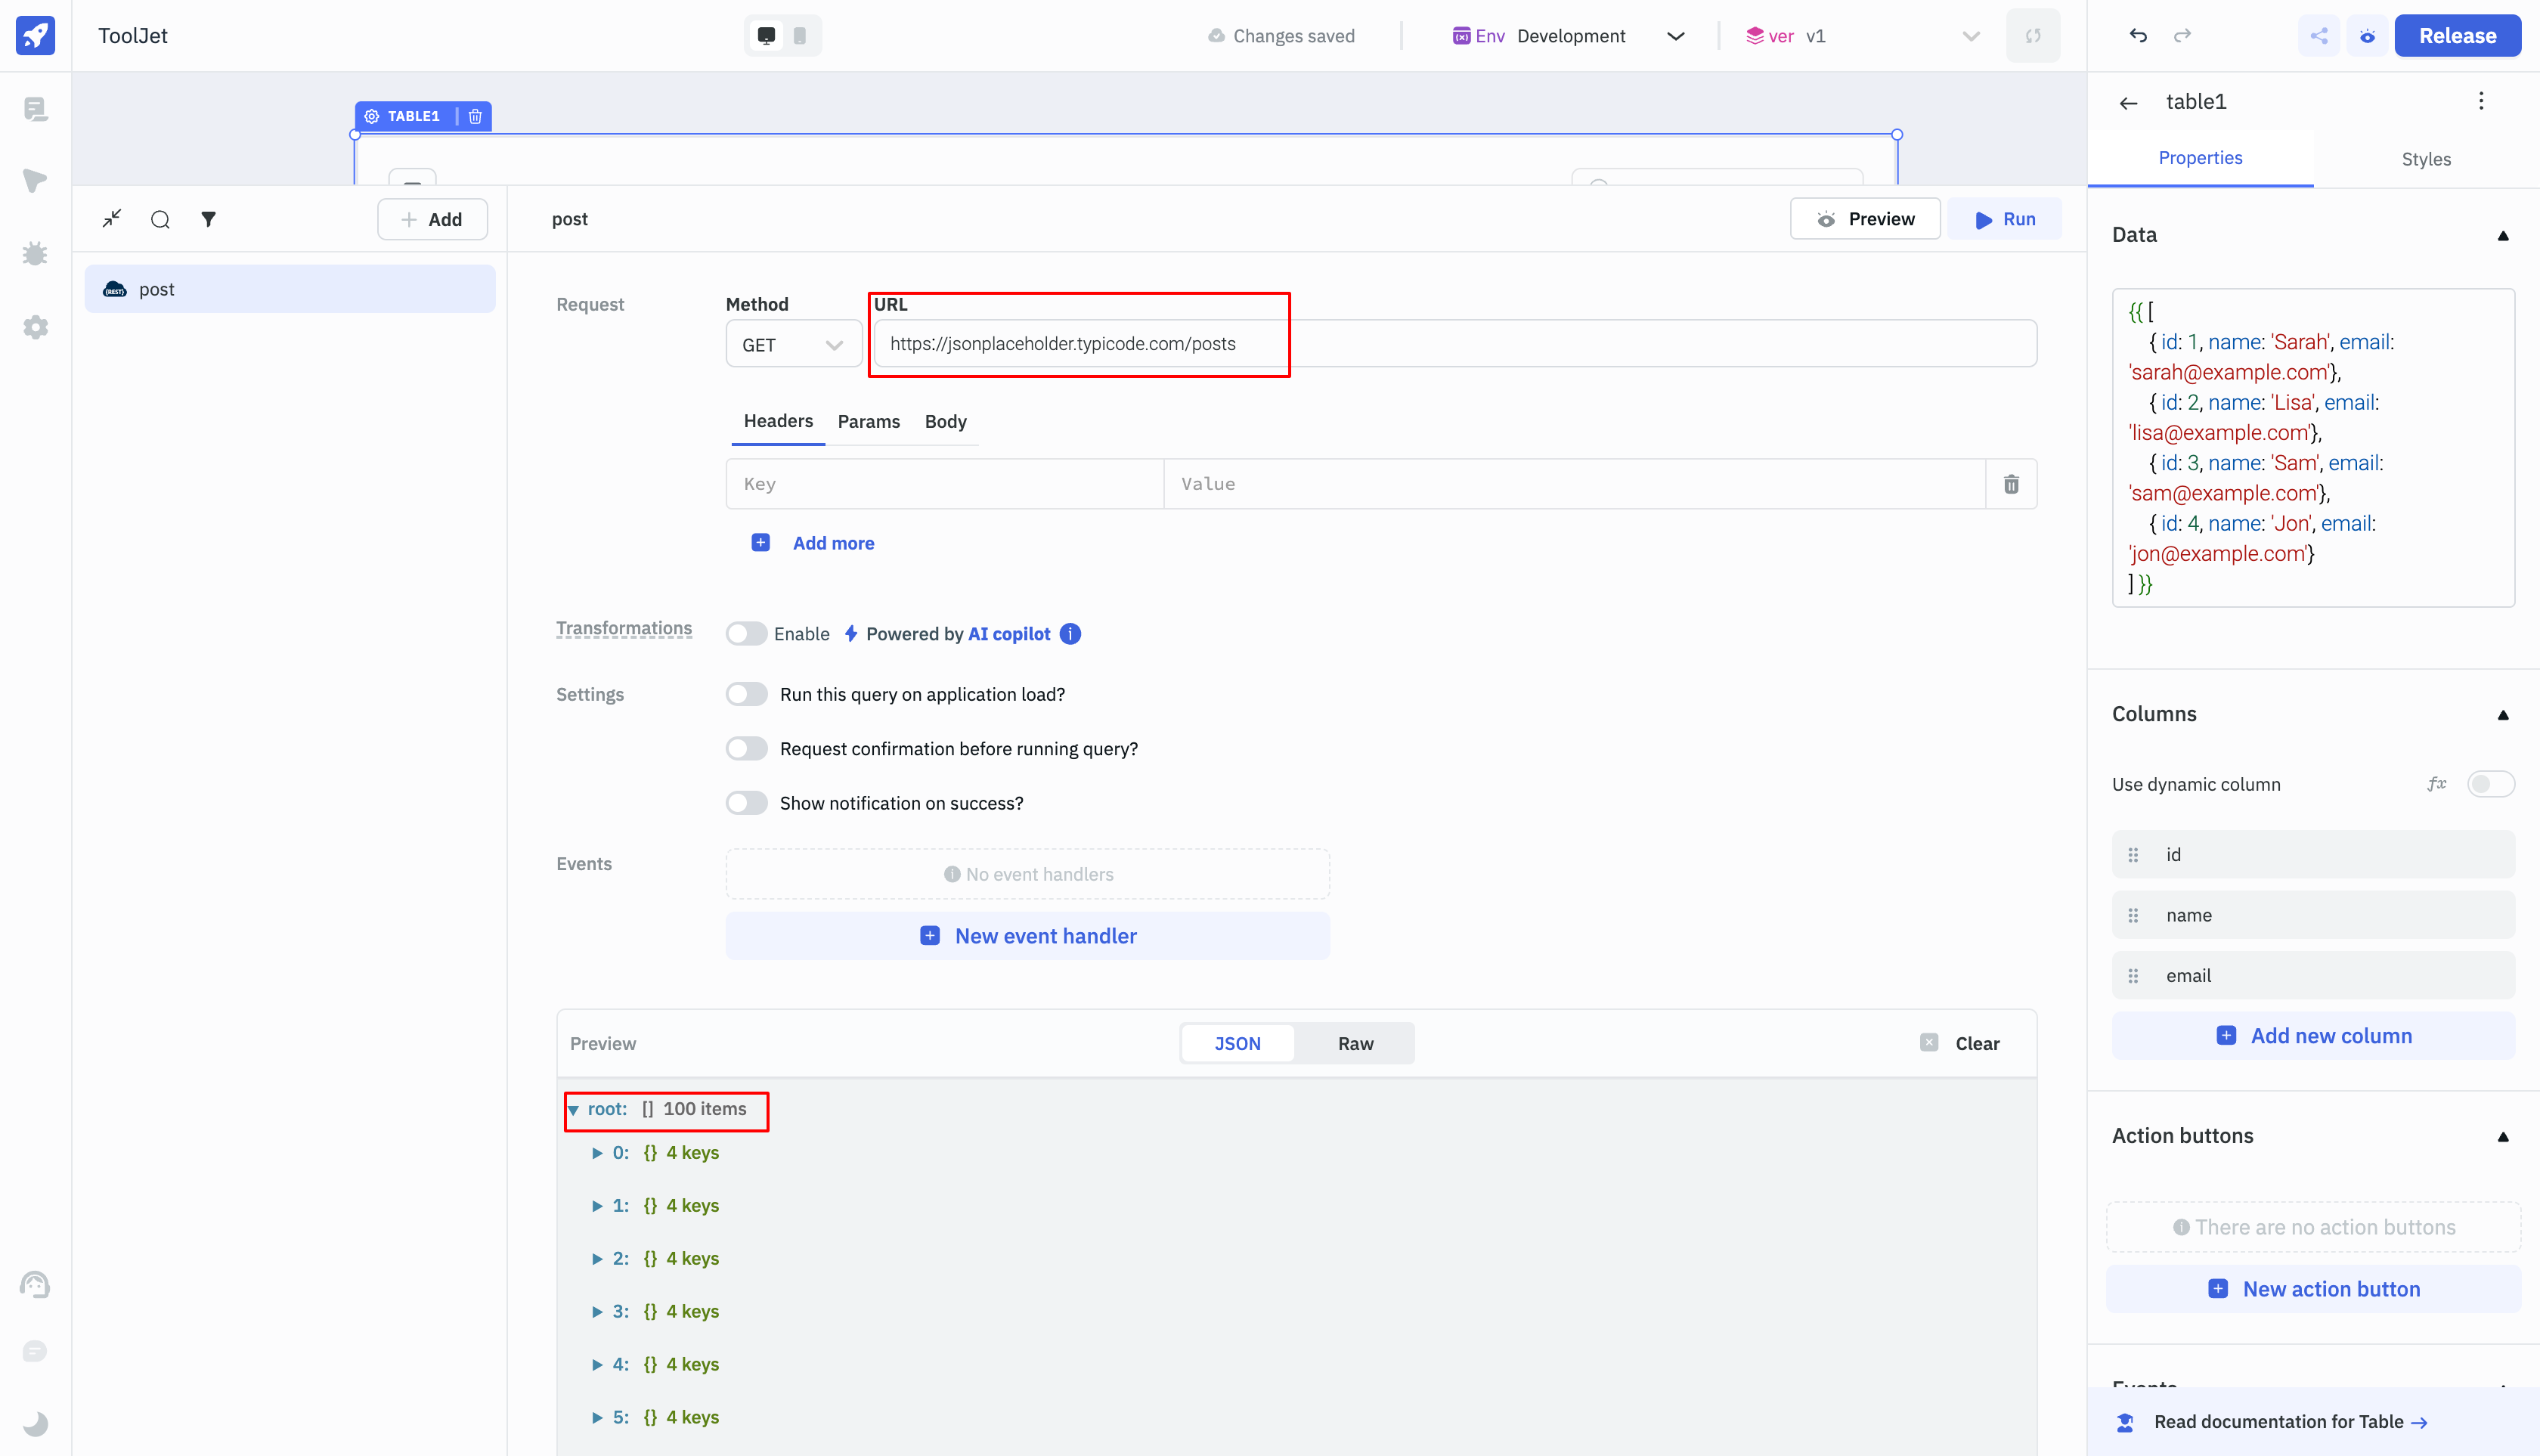 ToolJet
Changes saved
Env Development
ver v1
Release
TABLE1
table1
Properties
Styles
Add
post
Preview
Run
post
Request
Method
URL
GET
https://jsonplaceholder.typicode.com/posts
Headers Params Body
Key
Value
Add more
Transformations
Enable
Powered by AI copilot
Settings
Run this query on application load?
Request confirmation before running query?
Show notification on success?
Events
No event handlers
New event handler
Preview
JSON
Raw
Clear
root: [] 100 items
0: {} 4 keys
1: {} 4 keys
2: {} 4 keys
3: {} 4 keys
4: {} 4 keys
5: {} 4 keys
Data
{{ [
{ id: 1, name: 'Sarah', email:
'sarah@example.com'},
{ id: 2, name: 'Lisa', email:
'lisa@example.com'},
{ id: 3, name: 'Sam', email:
'sam@example.com'},
{ id: 4, name: 'Jon', email:
'jon@example.com'}
] }}
Columns
Use dynamic column
fx
id
name
email
Add new column
Action buttons
There are no action buttons
New action button
Events
Read documentation for Table →